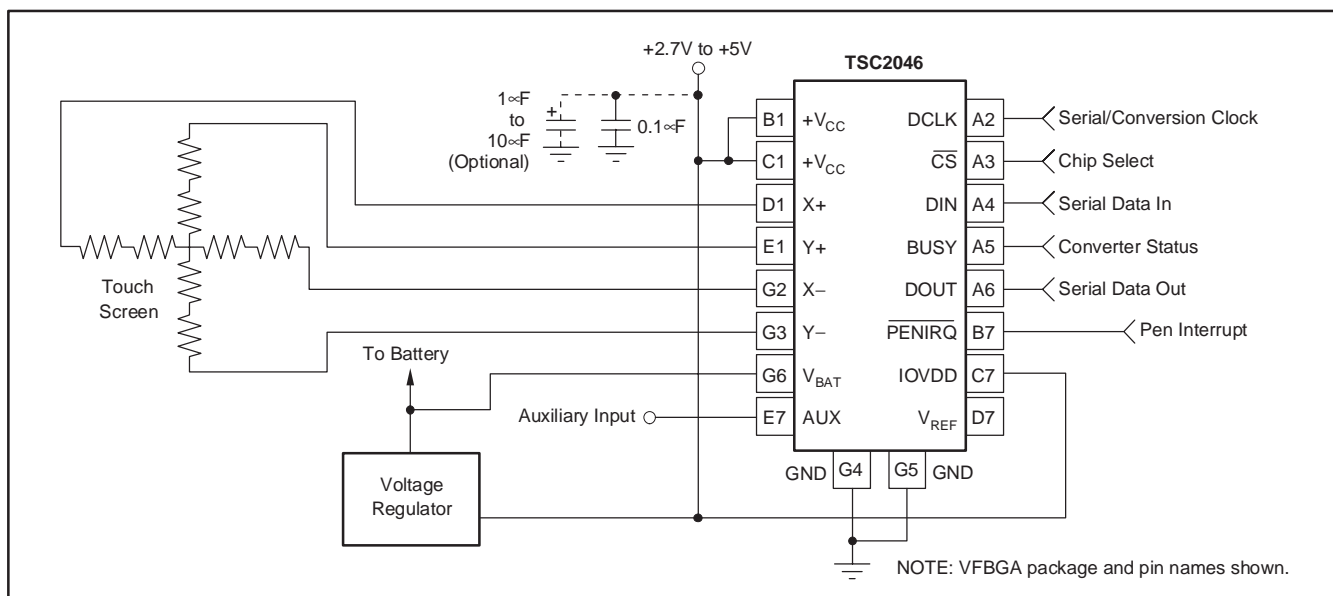 +2.7V to +5V
TSC2046
1∝F
to
10∝F
(Optional)
+
0.1∝F
B1 +VCC
C1 +VCC
D1 X+
E1 Y+
G2 X−
G3 Y−
G6 VBAT
E7 AUX
DCLK A2 Serial/Conversion Clock
C̅S̅ A3 Chip Select
DIN A4 Serial Data In
BUSY A5 Converter Status
DOUT A6 Serial Data Out
P̅E̅N̅I̅R̅Q̅ B7 Pen Interrupt
IOVDD C7
VREF D7
Touch
Screen
To Battery
Auxiliary Input
Voltage
Regulator
GND G4 G5 GND
NOTE: VFBGA package and pin names shown.